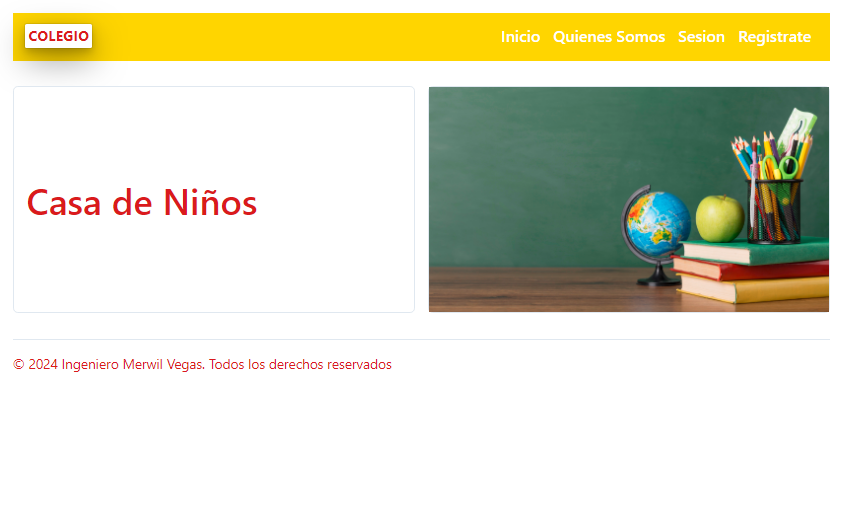 COLEGIO
Inicio Quienes Somos Sesion Registrate
Casa de Niños
© 2024 Ingeniero Merwil Vegas. Todos los derechos reservados